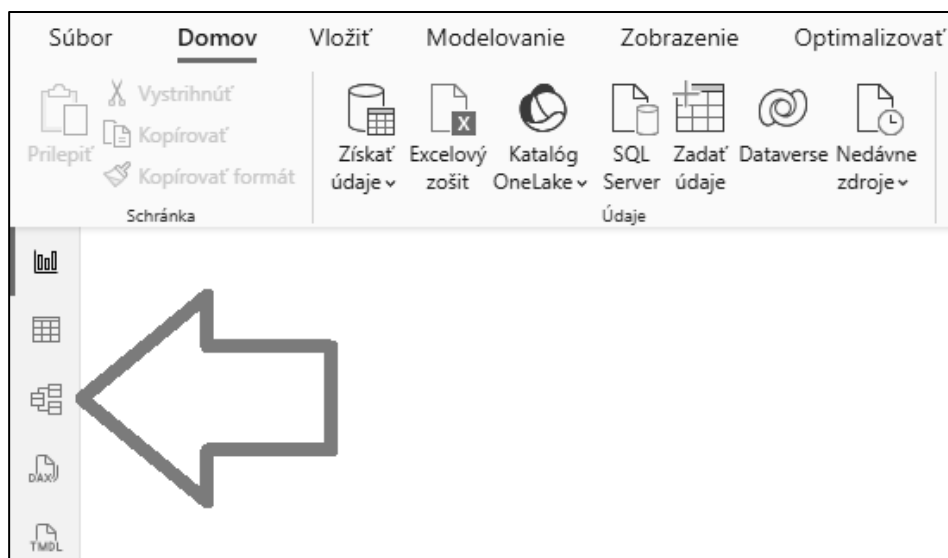 Súbor Domov Vložiť Modelovanie Zobrazenie Optimalizovať
Prilepiť
Vystrihnúť
Kopírovať
Kopírovať formát
Schránka
Získať údaje
Excelový zošit
Katalóg OneLake
SQL Server
Zadať údaje
Dataverse
Nedávne zdroje
Údaje
DAX
TMDL